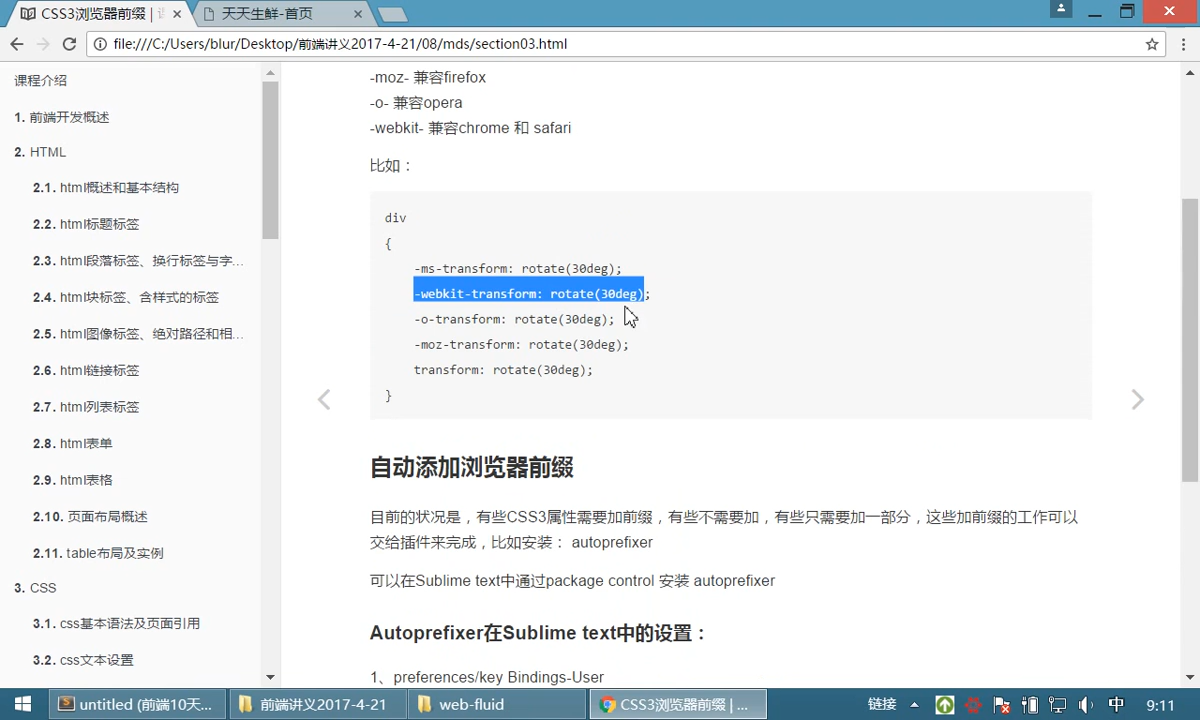 CSS3浏览器前缀 |
天天生鲜-首页
file:///C:/Users/blur/Desktop/前端讲义2017-4-21/08/mds/section03.html
课程介绍
1. 前端开发概述
2. HTML
2.1. html概述和基本结构
2.2. html标题标签
2.3. html段落标签、换行标签与字...
2.4. html块标签、含样式的标签
2.5. html图像标签、绝对路径和相...
2.6. html链接标签
2.7. html列表标签
2.8. html表单
2.9. html表格
2.10. 页面布局概述
2.11. table布局及实例
3. CSS
3.1. css基本语法及页面引用
3.2. css文本设置
-moz- 兼容firefox
-o- 兼容opera
-webkit- 兼容chrome 和 safari
比如：
div
{
-ms-transform: rotate(30deg);
-webkit-transform: rotate(30deg);
-o-transform: rotate(30deg);
-moz-transform: rotate(30deg);
transform: rotate(30deg);
}
自动添加浏览器前缀
目前的状况是，有些CSS3属性需要加前缀，有些不需要加，有些只需要加一部分，这些加前缀的工作可以
交给插件来完成，比如安装： autoprefixer
可以在Sublime text中通过package control 安装 autoprefixer
Autoprefixer在Sublime text中的设置：
1、preferences/key Bindings-User
untitled (前端10天...
前端讲义2017-4-21
web-fluid
CSS3浏览器前缀 | ...
链接
中
9:11